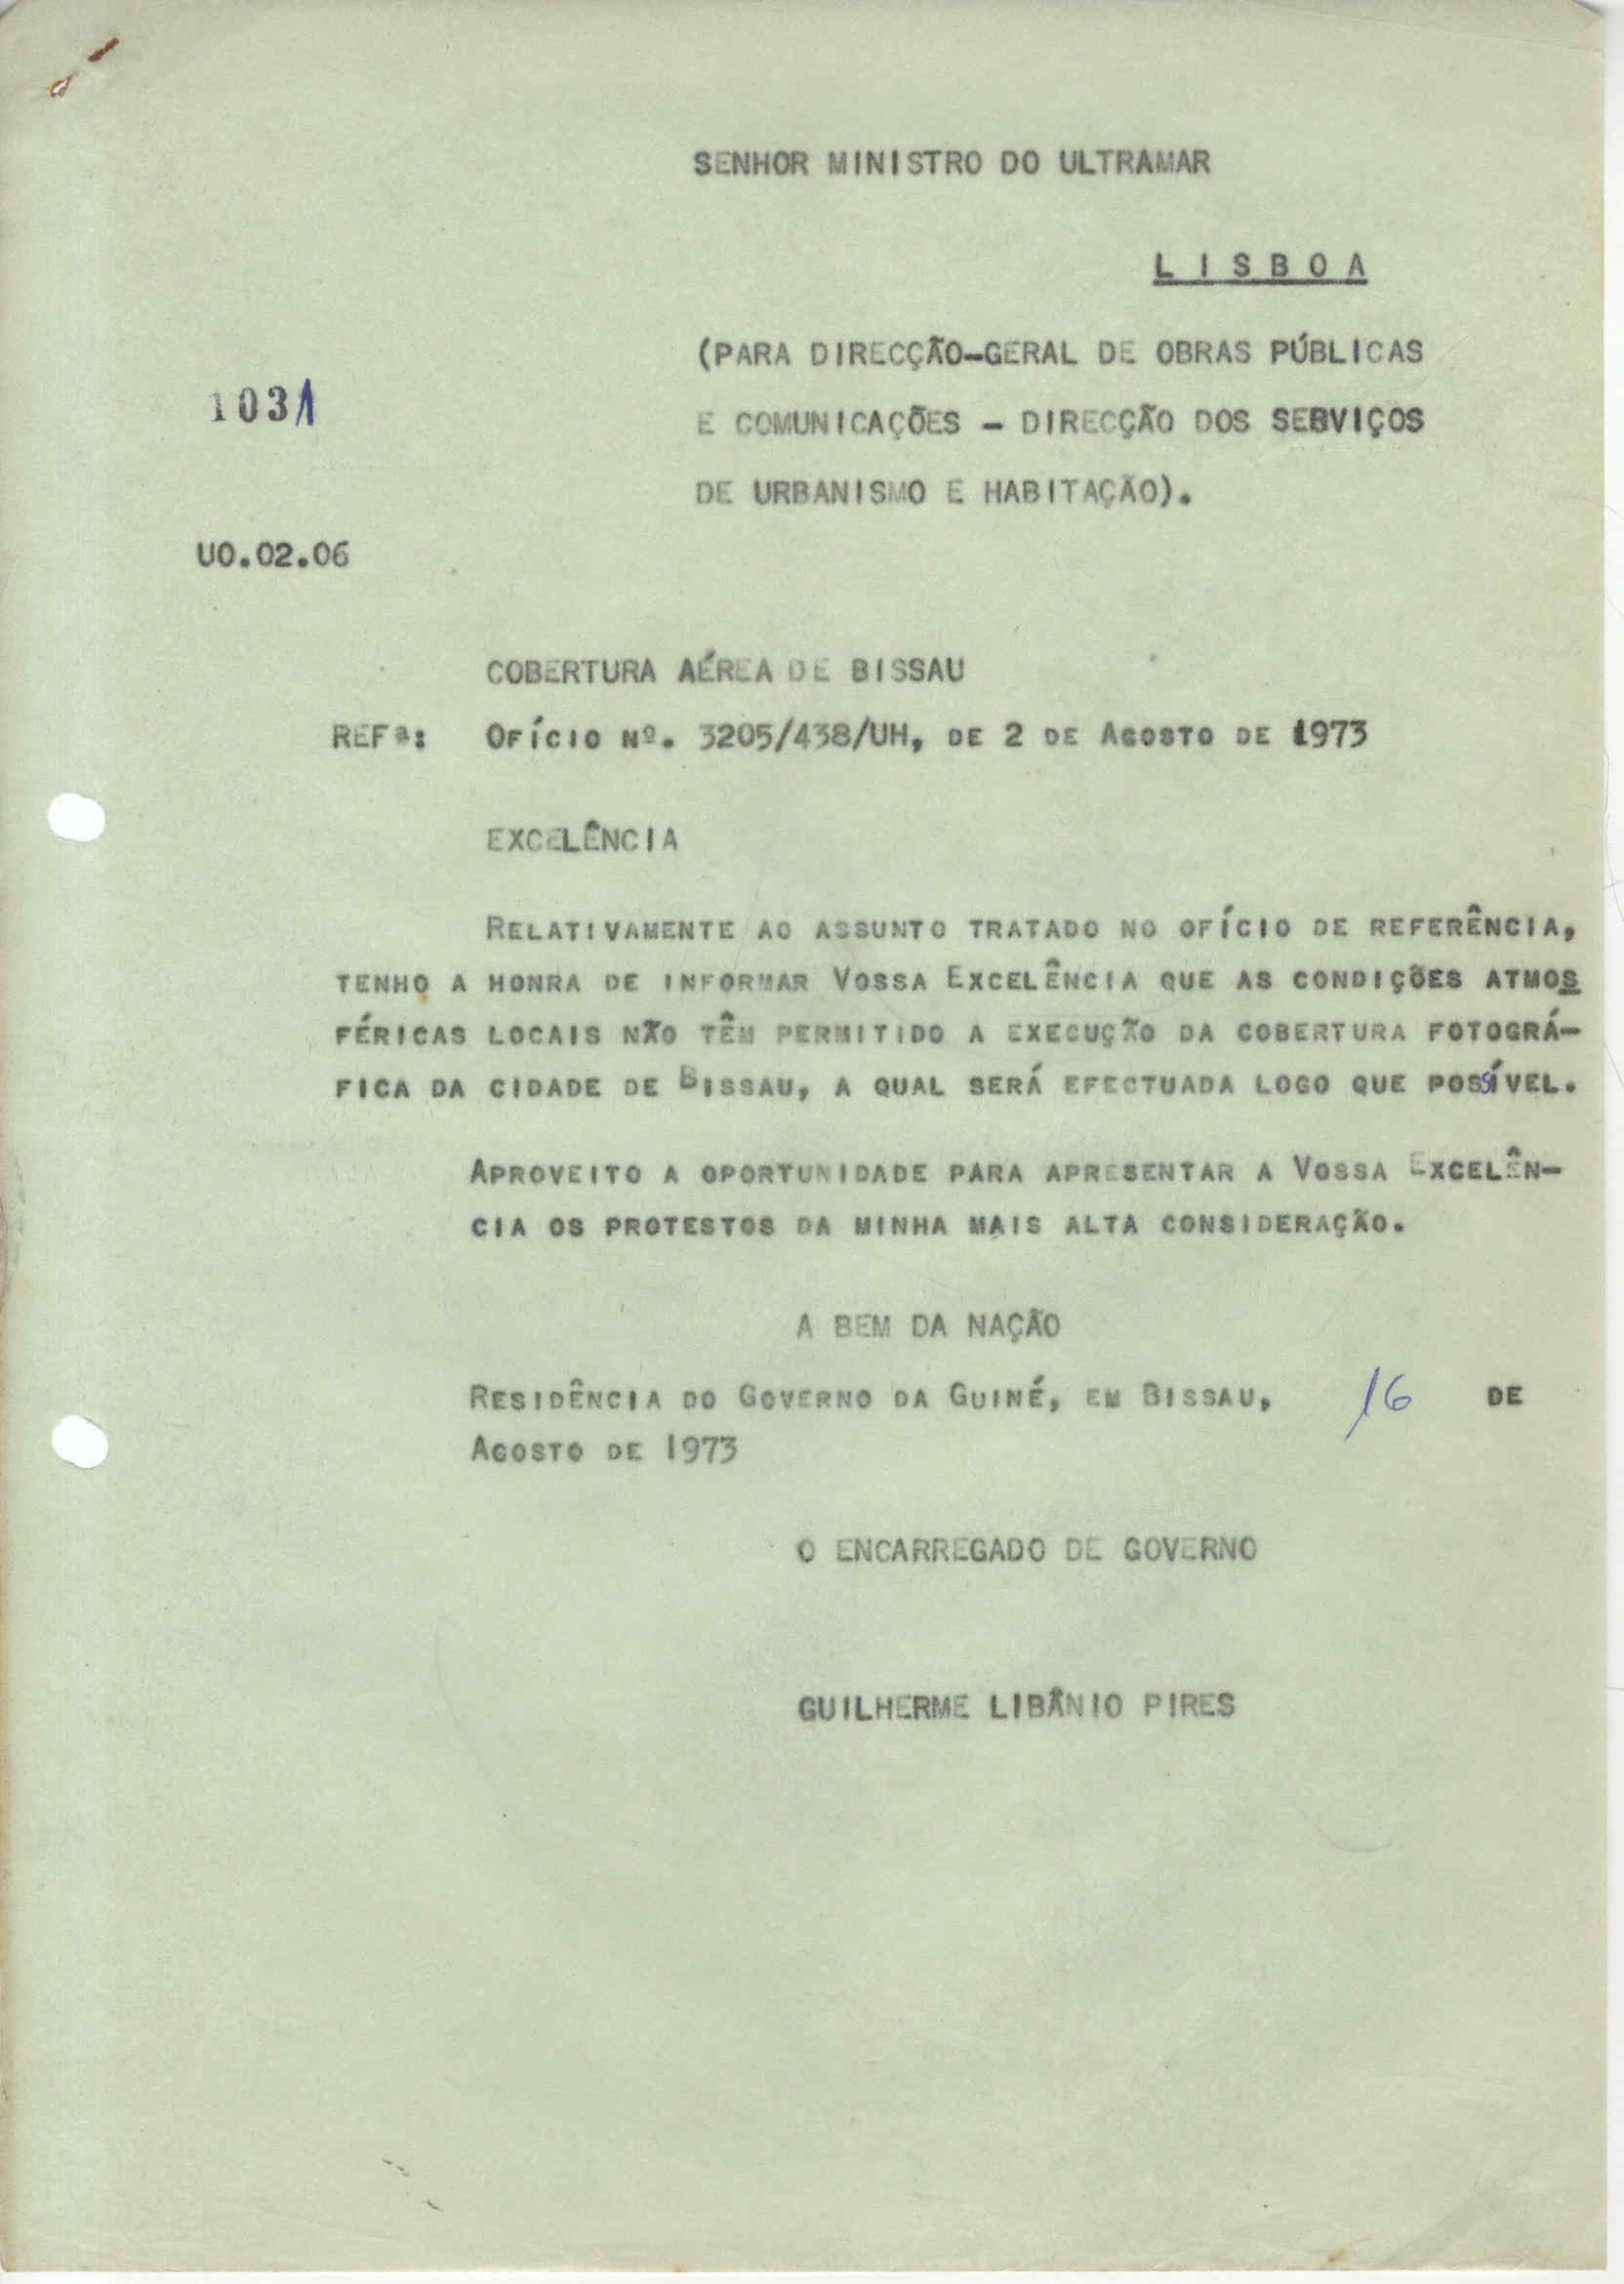 SENHOR MINISTRO DO ULTRAMAR
L I S B O A
(PARA DIRECÇÃO-GERAL DE OBRAS PÚBLICAS
1031
E COMUNICAÇÕES - DIRECÇÃO DOS SERVIÇOS
DE URBANISMO E HABITAÇÃO).
UO.02.06
COBERTURA AÉREA DE BISSAU
REFª: OFÍCIO Nº. 3205/438/UH, DE 2 DE AGOSTO DE 1973
EXCELÊNCIA
RELATIVAMENTE AO ASSUNTO TRATADO NO OFÍCIO DE REFERÊNCIA,
TENHO A HONRA DE INFORMAR VOSSA EXCELÊNCIA QUE AS CONDIÇÕES ATMOS
FÉRICAS LOCAIS NÃO TÊM PERMITIDO A EXECUÇÃO DA COBERTURA FOTOGRÁ-
FICA DA CIDADE DE BISSAU, A QUAL SERÁ EFECTUADA LOGO QUE POSSÍVEL.
APROVEITO A OPORTUNIDADE PARA APRESENTAR A VOSSA EXCELÊN-
CIA OS PROTESTOS DA MINHA MAIS ALTA CONSIDERAÇÃO.
A BEM DA NAÇÃO
RESIDÊNCIA DO GOVERNO DA GUINÉ, EM BISSAU, 16 DE
AGOSTO DE 1973
O ENCARREGADO DE GOVERNO
GUILHERME LIBÂNIO PIRES